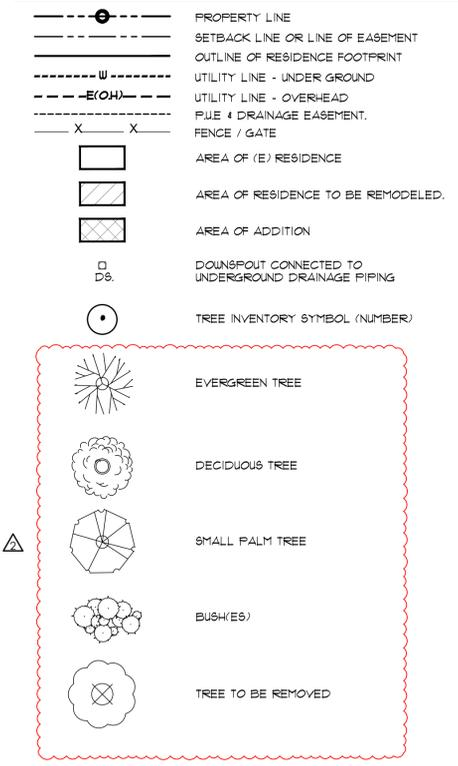 PROPERTY LINE
SETBACK LINE OR LINE OF EASEMENT
OUTLINE OF RESIDENCE FOOTPRINT
W UTILITY LINE - UNDER GROUND
E(O.H) UTILITY LINE - OVERHEAD
P.U.E & DRAINAGE EASEMENT.
X X FENCE / GATE
AREA OF (E) RESIDENCE
AREA OF RESIDENCE TO BE REMODELED.
AREA OF ADDITION
DS.
DOWNSPOUT CONNECTED TO
UNDERGROUND DRAINAGE PIPING
TREE INVENTORY SYMBOL (NUMBER)
EVERGREEN TREE
DECIDUOUS TREE
2
SMALL PALM TREE
BUSH(ES)
TREE TO BE REMOVED